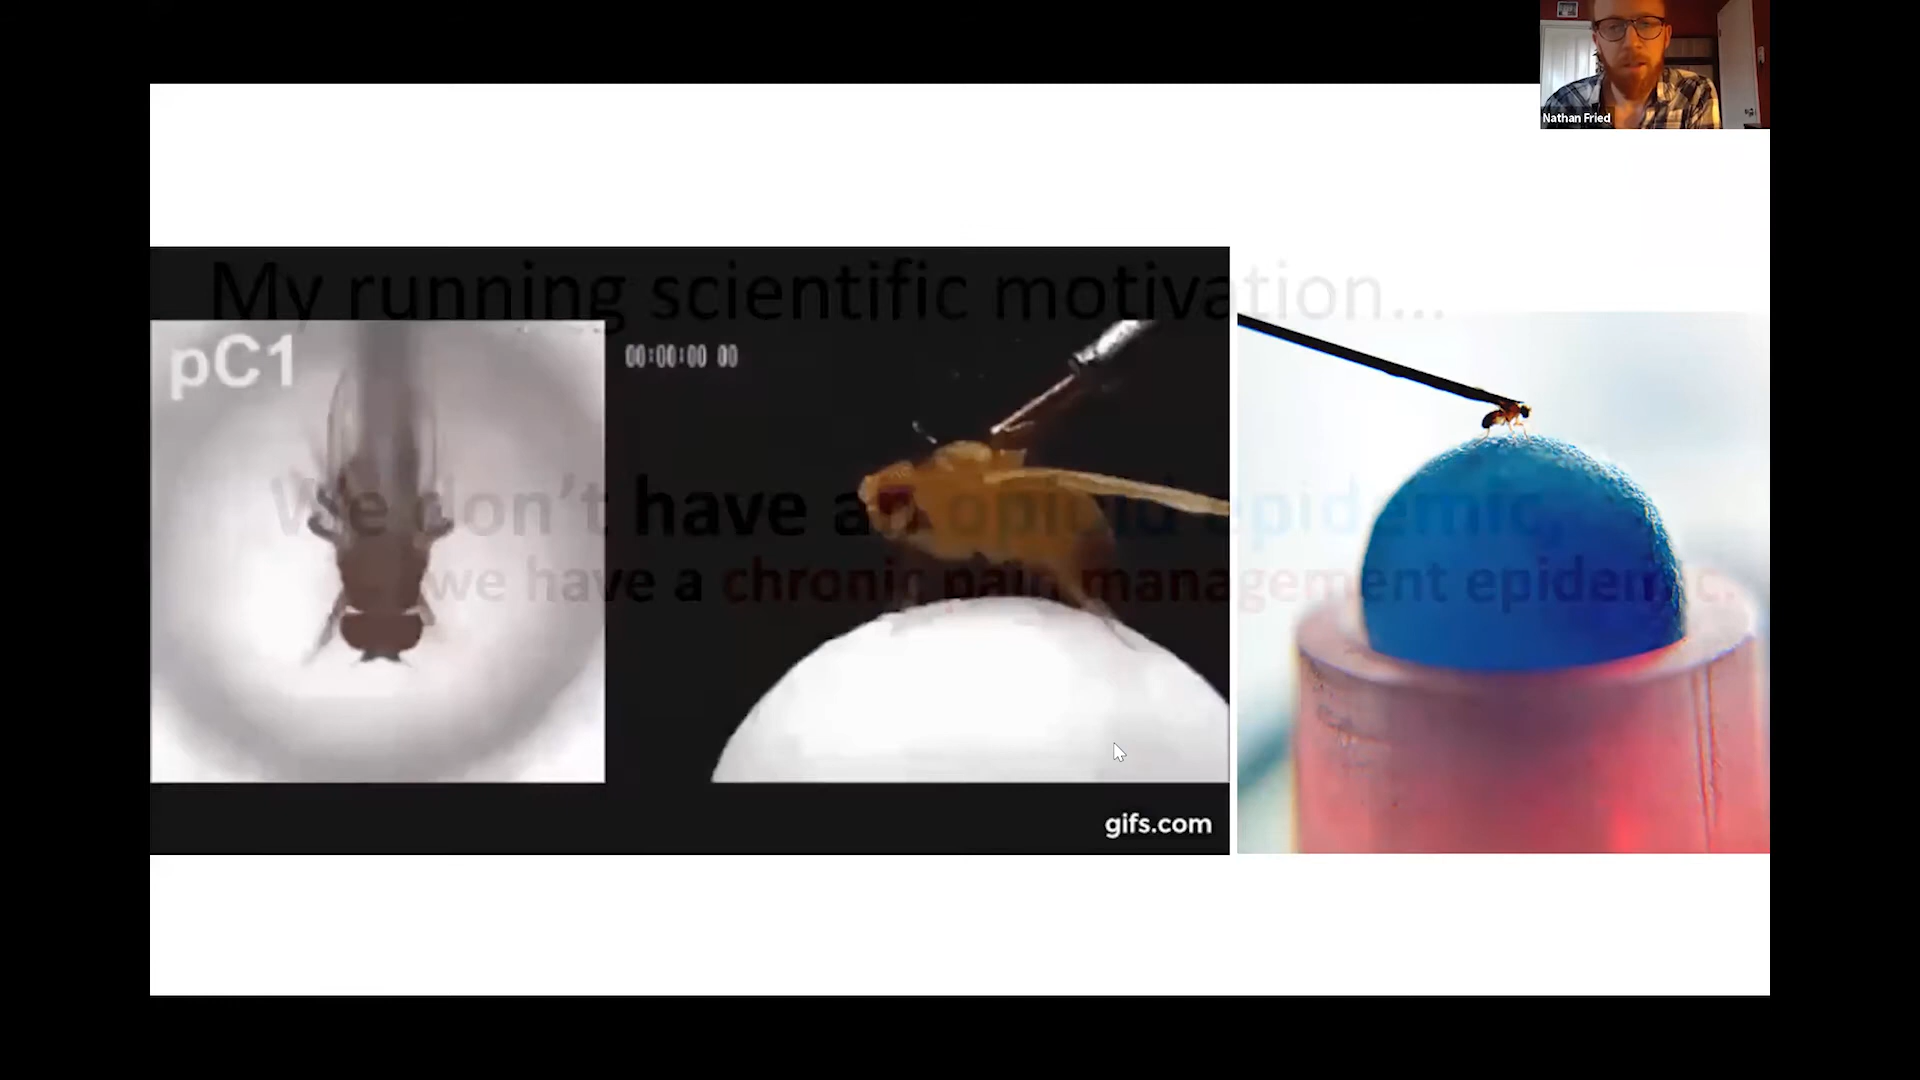 Nathan Fried
My running scientific motivation...
pC1
00:00:00 00
We don't have an opioid epidemic,
we have a chronic pain management epidemic.
gifs.com